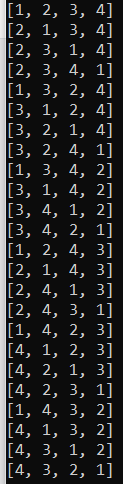 [1, 2, 3, 4]
[2, 1, 3, 4]
[2, 3, 1, 4]
[2, 3, 4, 1]
[1, 3, 2, 4]
[3, 1, 2, 4]
[3, 2, 1, 4]
[3, 2, 4, 1]
[1, 3, 4, 2]
[3, 1, 4, 2]
[3, 4, 1, 2]
[3, 4, 2, 1]
[1, 2, 4, 3]
[2, 1, 4, 3]
[2, 4, 1, 3]
[2, 4, 3, 1]
[1, 4, 2, 3]
[4, 1, 2, 3]
[4, 2, 1, 3]
[4, 2, 3, 1]
[1, 4, 3, 2]
[4, 1, 3, 2]
[4, 3, 1, 2]
[4, 3, 2, 1]